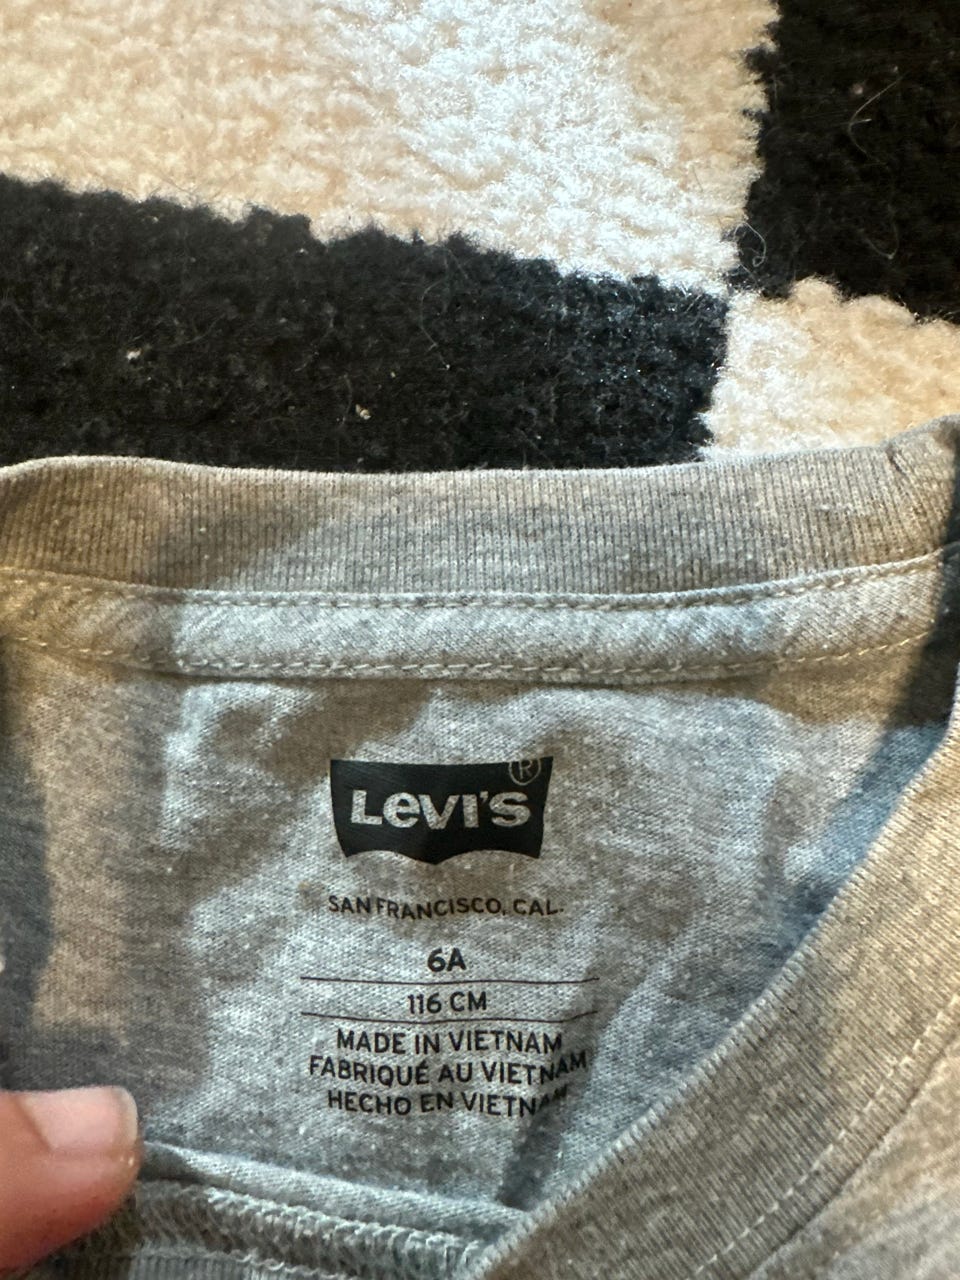 Levi's®
SAN FRANCISCO, CAL.
6A
116 CM
MADE IN VIETNAM
FABRIQUÉ AU VIETNAM
HECHO EN VIETNAM